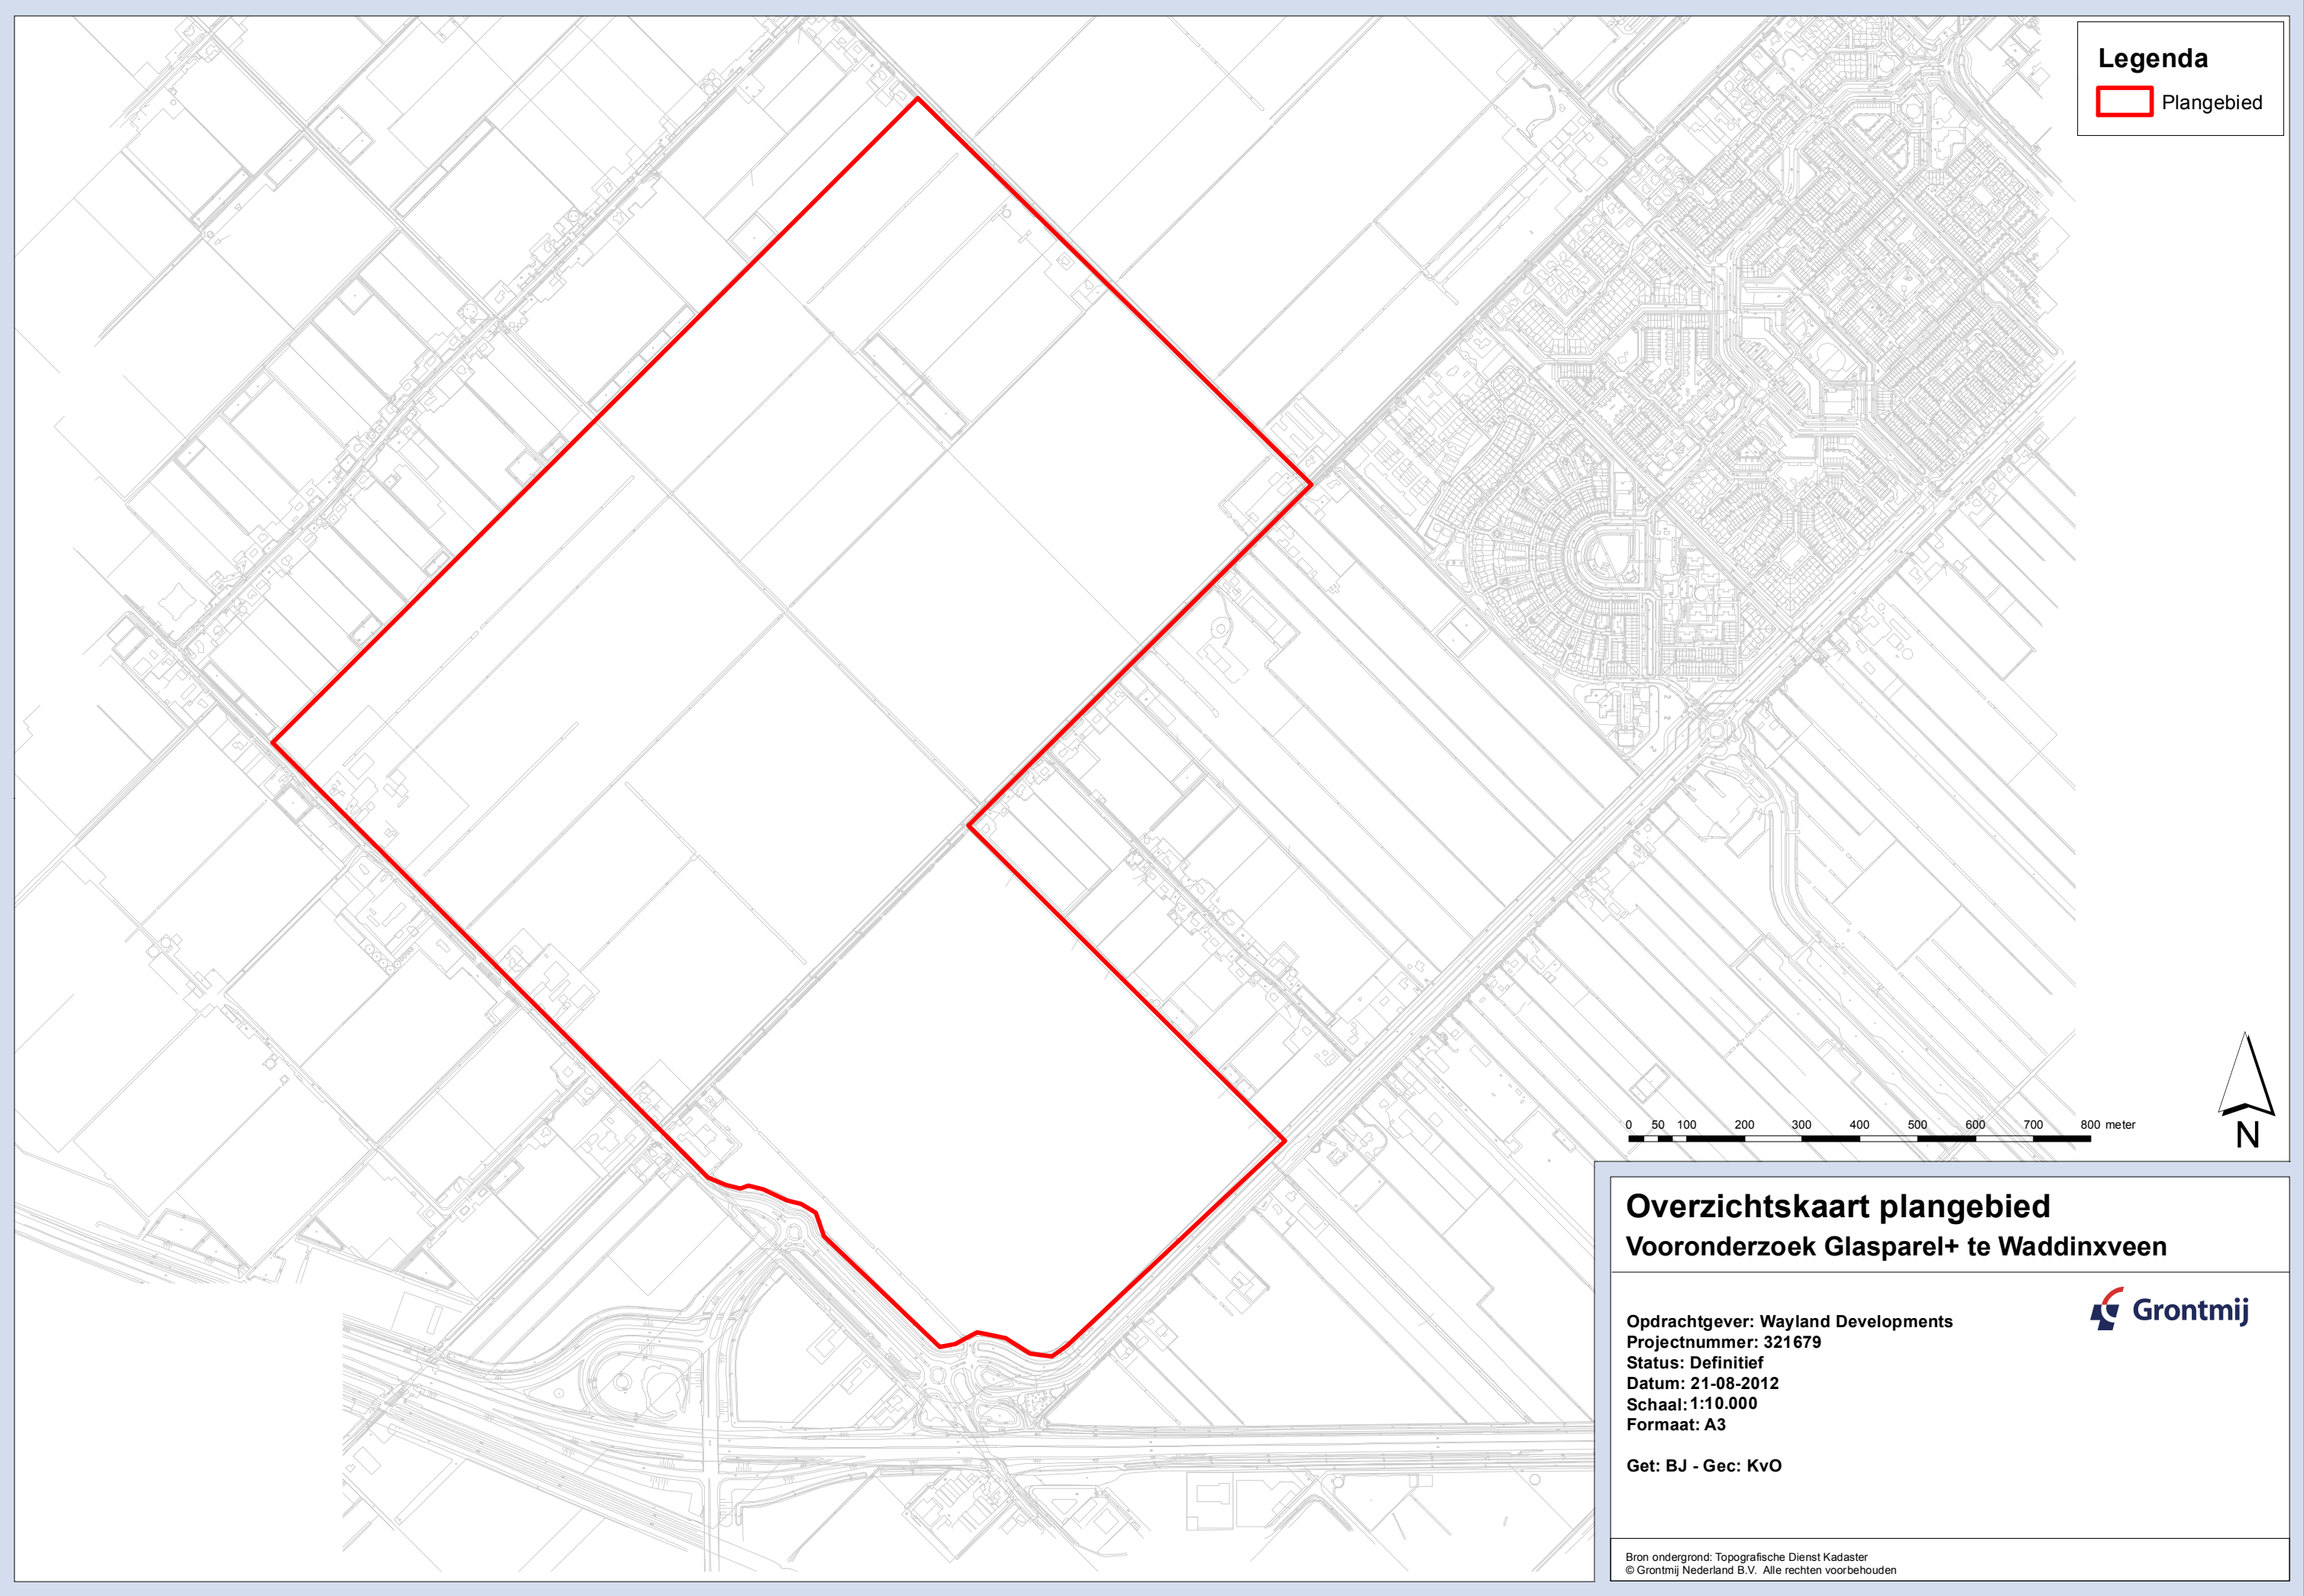 Legenda
Plangebied
0 50 100 200 300 400 500 600 700 800 meter
N
Overzichtskaart plangebied
Vooronderzoek Glasparel+ te Waddinxveen
Grontmij
Opdrachtgever: Wayland Developments
Projectnummer: 321679
Status: Definitief
Datum: 21-08-2012
Schaal: 1:10.000
Formaat: A3
Get: BJ - Gec: KvO
Bron ondergrond: Topografische Dienst Kadaster
© Grontmij Nederland B.V. Alle rechten voorbehouden